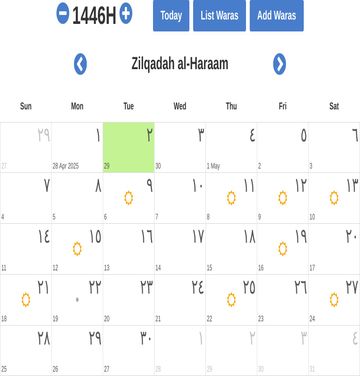 1446H
Today
List Waras
Add Waras
Zilqadah al-Haraam
Sun Mon Tue Wed Thu Fri Sat
٢٩ ١ ٢ ٣ ٤ ٥ ٦
27 28 Apr 2025 29 30 1 May 2 3
٧ ٨ ٩ ١٠ ١١ ١٢ ١٣
4 5 6 7 8 9 10
١٤ ١٥ ١٦ ١٧ ١٨ ١٩ ٢٠
11 12 13 14 15 16 17
٢١ ٢٢ ٢٣ ٢٤ ٢٥ ٢٦ ٢٧
18 19 20 21 22 23 24
٢٨ ٢٩ ٣٠ ١ ٢ ٣ ٤
25 26 27 28 29 30 31